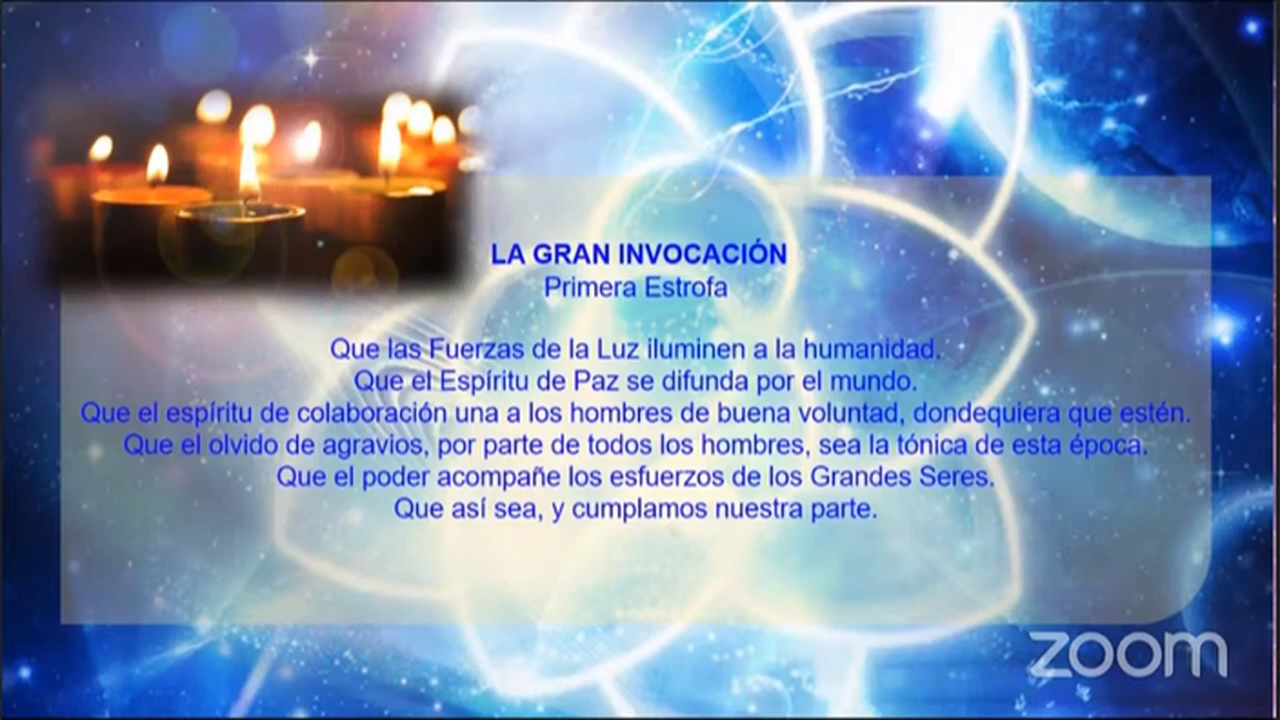 LA GRAN INVOCACIÓN
Primera Estrofa
Que las Fuerzas de la Luz iluminen a la humanidad.
Que el Espíritu de Paz se difunda por el mundo.
Que el espíritu de colaboración una a los hombres de buena voluntad, dondequiera que estén.
Que el olvido de agravios, por parte de todos los hombres, sea la tónica de esta época.
Que el poder acompañe los esfuerzos de los Grandes Seres.
Que así sea, y cumplamos nuestra parte.
zoom